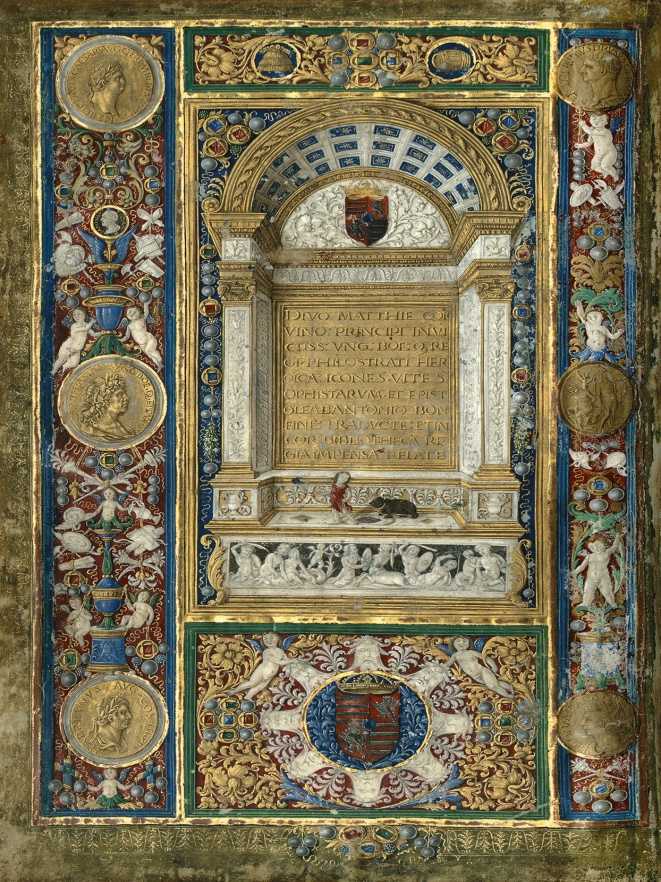 DIVO MATTHIE COR
VINO PRINCIPI INVI
CTISS VNG BOE Q RE
GI PHILOSTRATI HER
OICA ICONES VITE S
OPHISTARVM ET EPIST
OLE AB ANTONIO BON
FINE TRADVCTE ET IN
COR BIBLIOTHECA RE
GIA IMPENSA RELATE